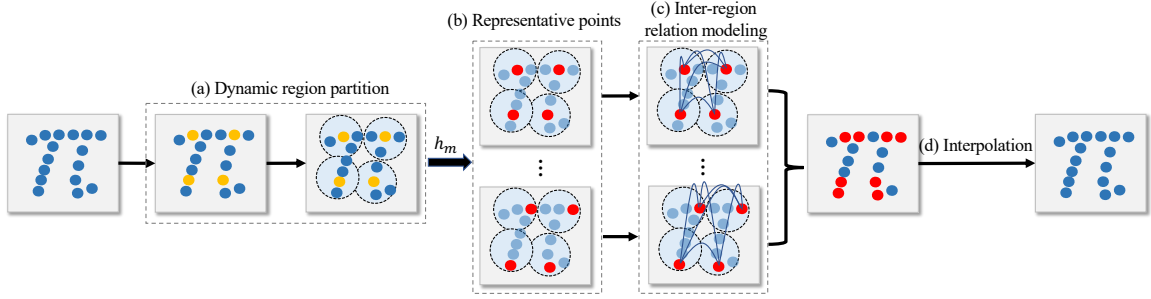 (a) Dynamic region partition
h_m
(b) Representative points
(c) Inter-region
relation modeling
(d) Interpolation